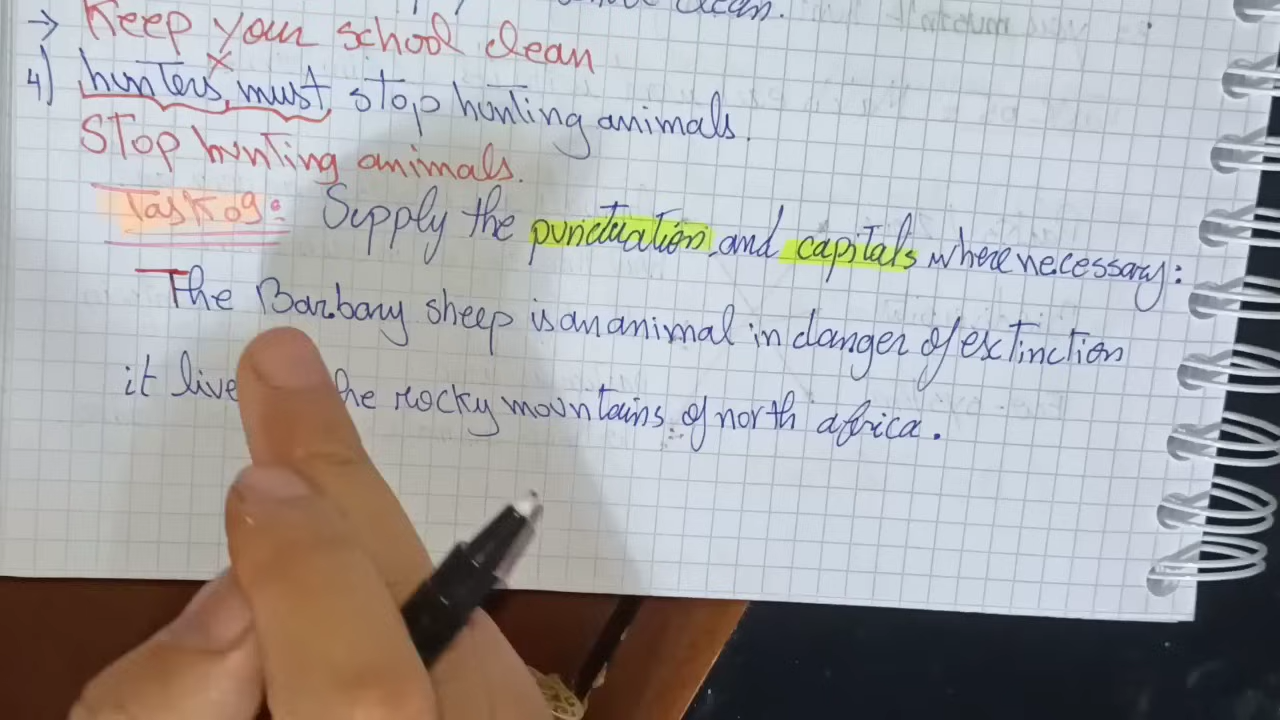 school clean.
→ Keep your school clean
4) hunters must stop hunting animals.
Stop hunting animals.
Task 09: Supply the punctuation and capitals where necessary:
The Barbary sheep is an animal in danger of extinction
it live the rocky mountains of north africa.